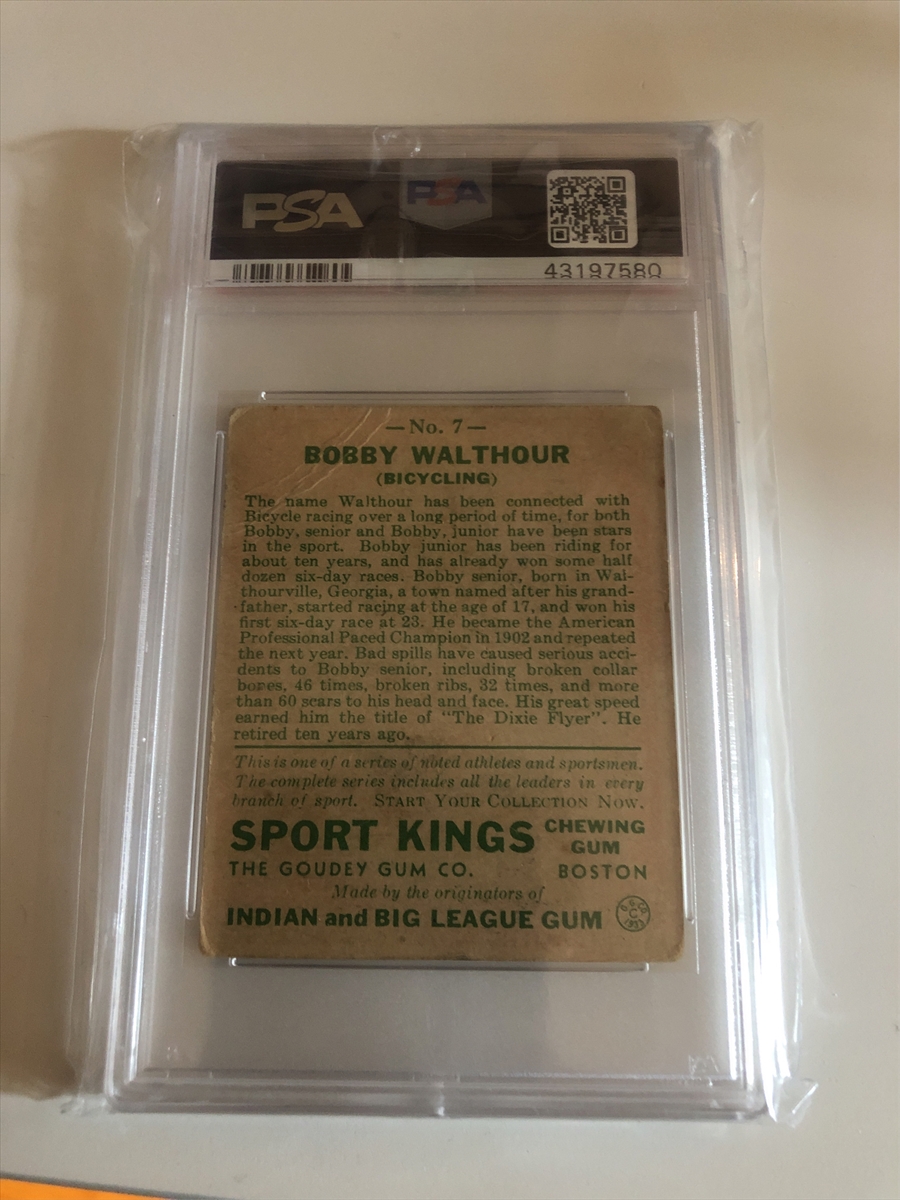 PSA
PSA
43197580
—No. 7—
BOBBY WALTHOUR
(BICYCLING)
The name Walthour has been connected with
Bicycle racing over a long period of time, for both
Bobby, senior and Bobby, junior have been stars
in the sport. Bobby junior has been riding for
about ten years, and has already won some half
dozen six-day races. Bobby senior, born in Wal-
thourville, Georgia, a town named after his grand-
father, started racing at the age of 17, and won his
first six-day race at 23. He became the American
Professional Paced Champion in 1902 and repeated
the next year. Bad spills have caused serious acci-
dents to Bobby senior, including broken collar
bones, 46 times, broken ribs, 32 times, and more
than 60 scars to his head and face. His great speed
earned him the title of "The Dixie Flyer". He
retired ten years ago.
This is one of a series of noted athletes and sportsmen.
The complete series includes all the leaders in every
branch of sport. START YOUR COLLECTION NOW.
SPORT KINGS CHEWING GUM
THE GOUDEY GUM CO. BOSTON
Made by the originators of
INDIAN and BIG LEAGUE GUM